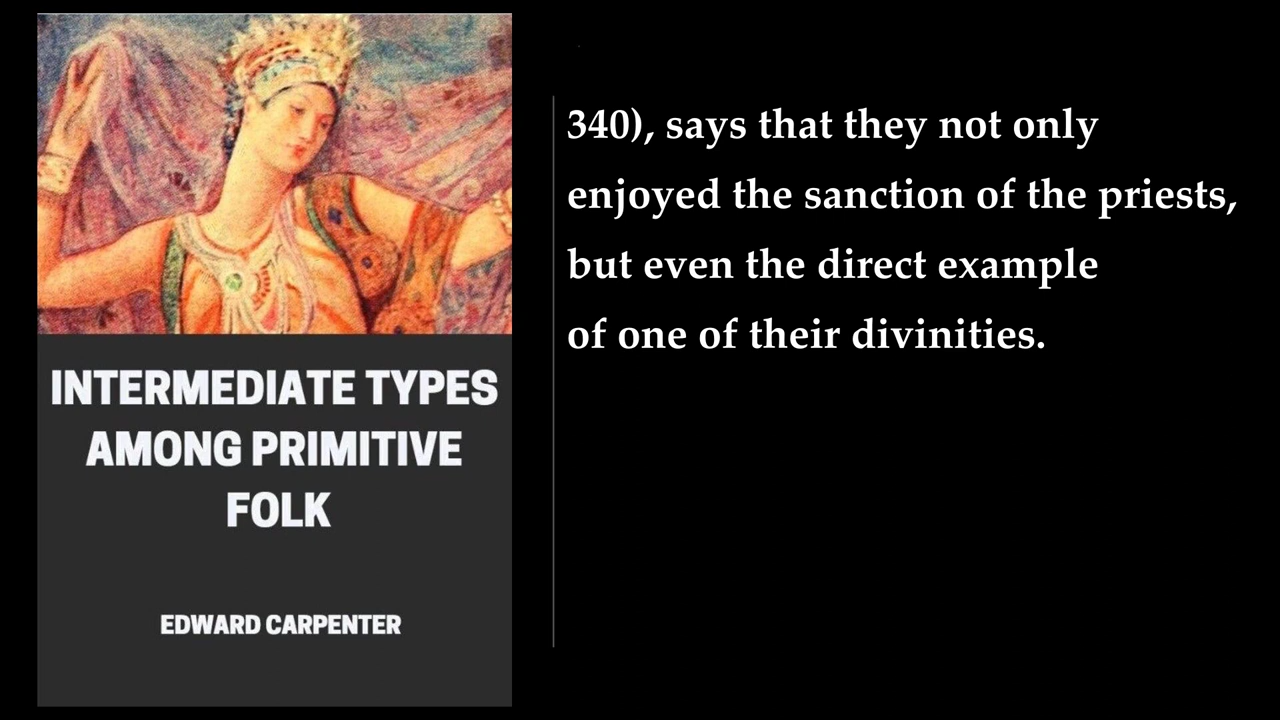 INTERMEDIATE TYPES
AMONG PRIMITIVE
FOLK
EDWARD CARPENTER
340), says that they not only
enjoyed the sanction of the priests,
but even the direct example
of one of their divinities.